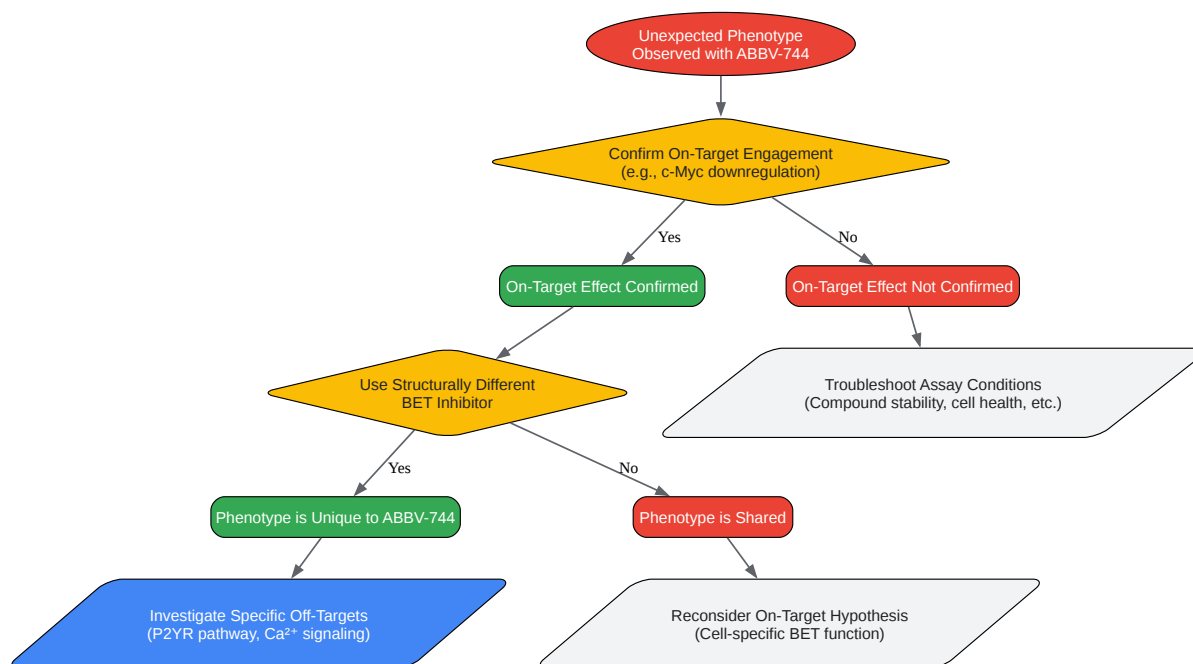 Unexpected Phenotype
Observed with ABBV-744
Confirm On-Target Engagement
(e.g., c-Myc downregulation)
Yes
No
On-Target Effect Confirmed
On-Target Effect Not Confirmed
Use Structurally Different
BET Inhibitor
Troubleshoot Assay Conditions
(Compound stability, cell health, etc.)
Yes
No
Phenotype is Unique to ABBV-744
Phenotype is Shared
Investigate Specific Off-Targets
(P2YR pathway, Ca²⁺ signaling)
Reconsider On-Target Hypothesis
(Cell-specific BET function)